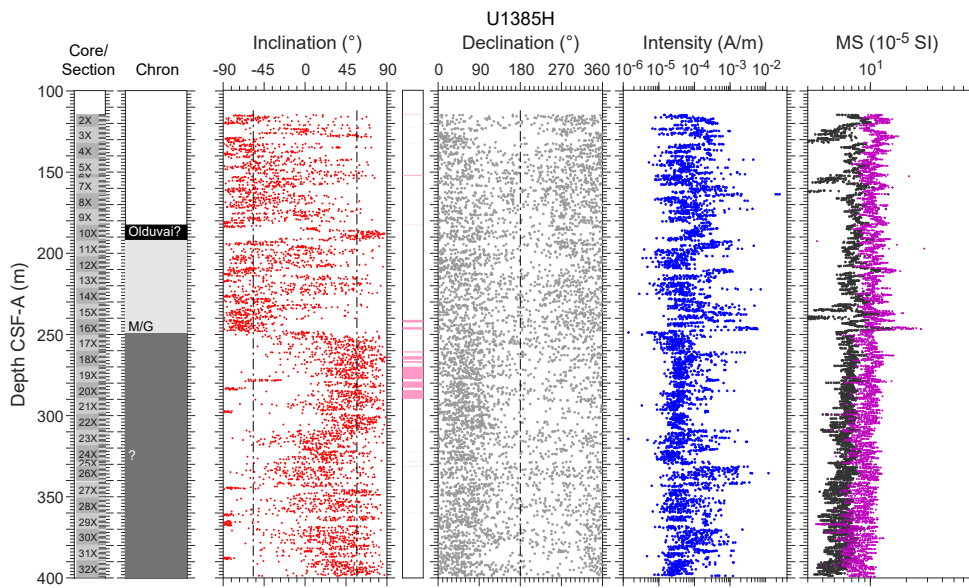 U1385H
Core/
Section
Chron
Inclination (°)
Declination (°)
Intensity (A/m)
MS (10-5 SI)
-90 -45 0 45 90
0 90 180 270 360
10-6 10-5 10-4 10-3 10-2
101
Depth CSF-A (m)
100
150
200
250
300
350
400
2X
3X
4X
5X
7X
8X
9X
10X
11X
12X
13X
14X
15X
16X
17X
18X
19X
20X
21X
22X
23X
24X
25X
26X
27X
28X
29X
30X
31X
32X
Olduvai?
M/G
?